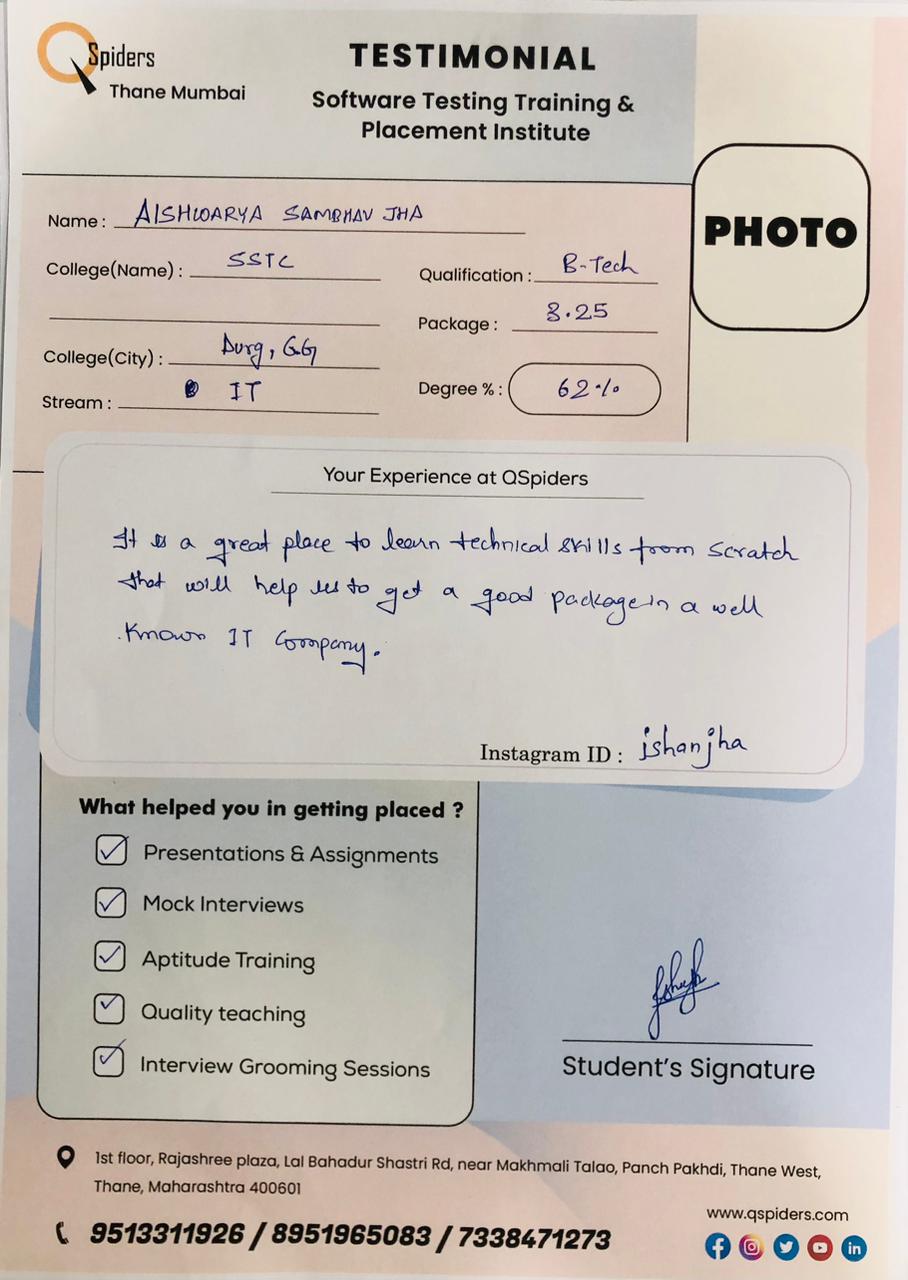 QSpiders
Thane Mumbai
TESTIMONIAL
Software Testing Training &
Placement Institute
PHOTO
Name : AISHWARYA SAMBHAV JHA
College(Name) : SSTC
Qualification : B-Tech
Package : 3.25
College(City) : Durg, CG
Degree % : 62%
Stream : IT
Your Experience at QSpiders
It is a great place to learn technical skills from scratch
that will help us to get a good package in a well
known IT Company.
Instagram ID : ishanjha
What helped you in getting placed ?
Presentations & Assignments
Mock Interviews
Aptitude Training
Quality teaching
Interview Grooming Sessions
Student's Signature
1st floor, Rajashree plaza, Lal Bahadur Shastri Rd, near Makhmali Talao, Panch Pakhdi, Thane West,
Thane, Maharashtra 400601
www.qspiders.com
9513311926 / 8951965083 / 7338471273